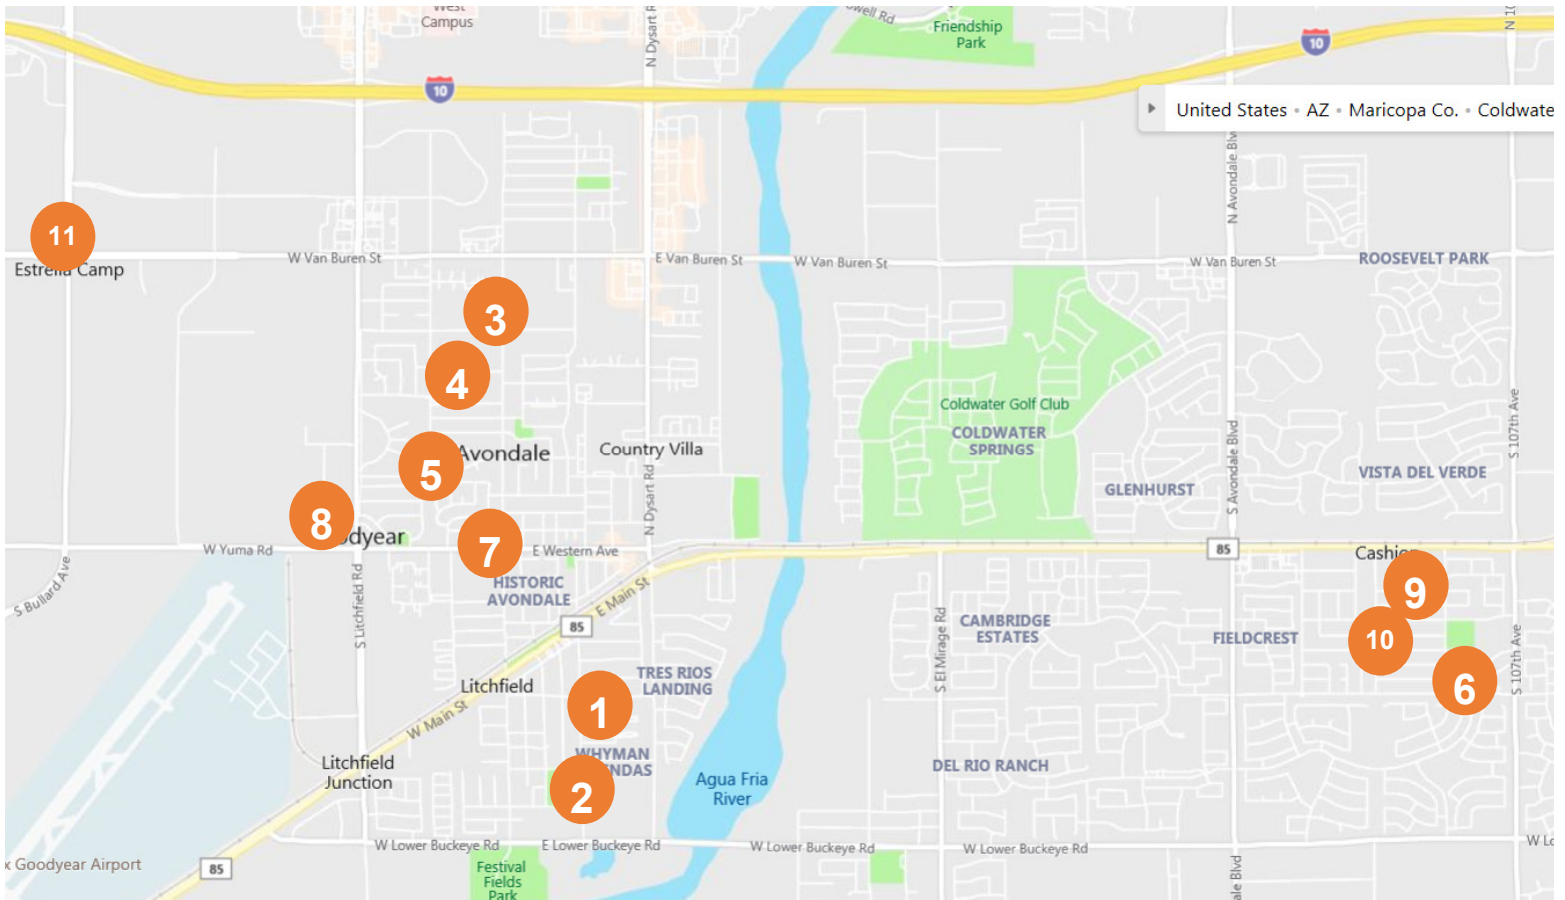 West
Campus
N Dysart R
owell Rd
Friendship
Park
N 10
10
10
United States • AZ • Maricopa Co. • Coldwate
N Avondale Blv
11
Estrella Camp
W Van Buren St
E Van Buren St
W Van Buren St
W Van Buren St
ROOSEVELT PARK
3
4
Coldwater Golf Club
COLDWATER
SPRINGS
S 107th Ave
Avondale
Country Villa
5
S Avondale Blvd
VISTA DEL VERDE
GLENHURST
N Dysart Rd
8
odyear
7
W Yuma Rd
E Western Ave
85
Cashion
S Bullard Ave
S Litchfield Rd
HISTORIC
AVONDALE
E Main St
9
85
CAMBRIDGE
ESTATES
FIELDCREST
10
S El Mirage Rd
S 107th Ave
6
TRES RIOS
LANDING
Litchfield
1
W Main St
WHYMAN
NDAS
Litchfield
Junction
2
DEL RIO RANCH
Agua Fria
River
W Lower Buckeye Rd
E Lower Buckeye Rd
W Lower Buckeye Rd
W Lower Buckeye Rd
W Lo
x Goodyear Airport
85
Festival
Fields
Park
ale Blvd